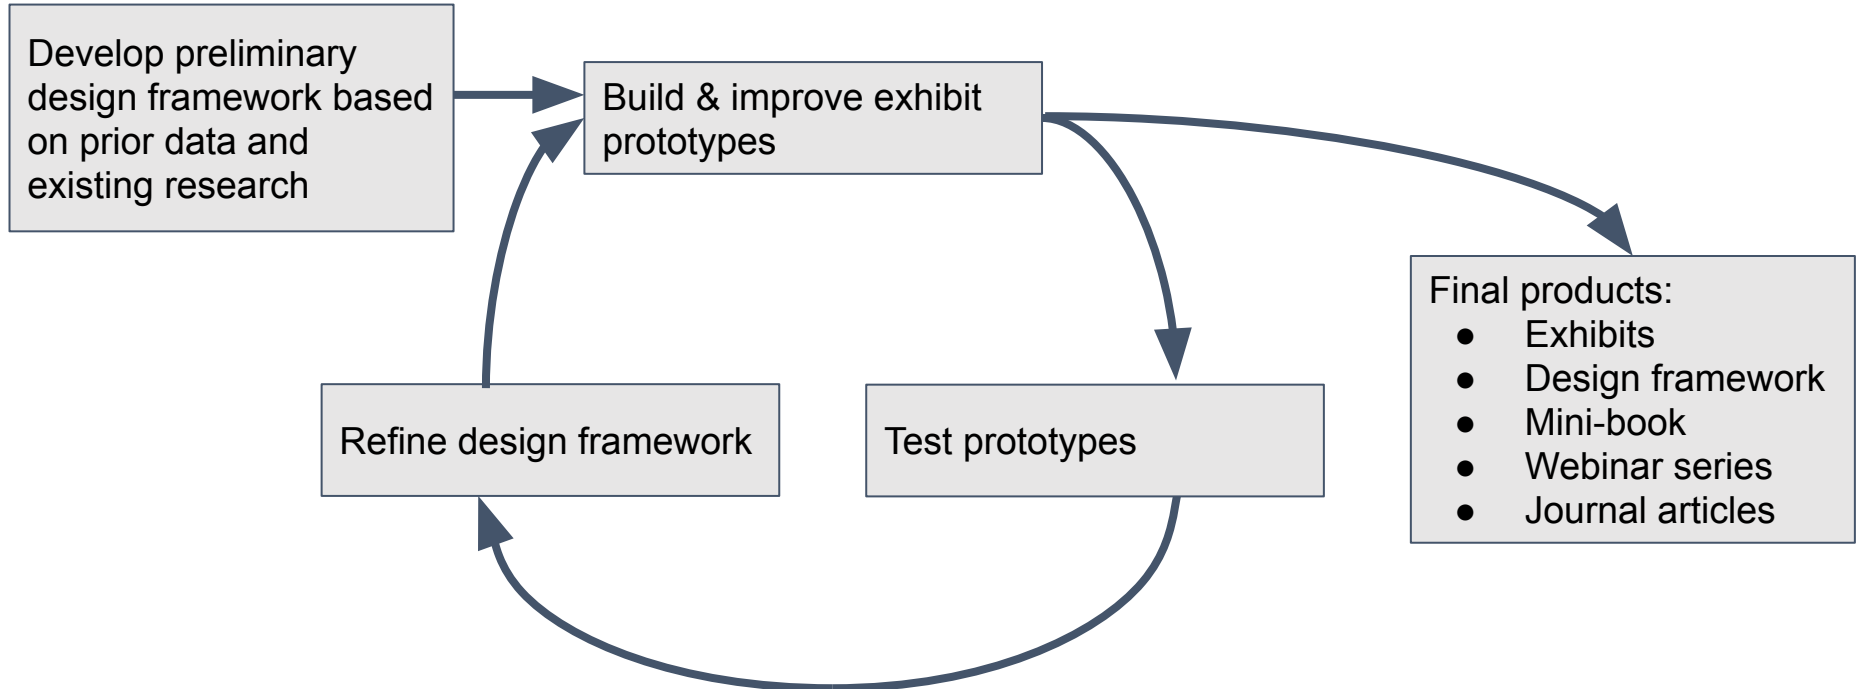 Develop preliminary
design framework based
on prior data and
existing research
Build & improve exhibit
prototypes
Refine design framework
Test prototypes
Final products:
● Exhibits
● Design framework
● Mini-book
● Webinar series
● Journal articles